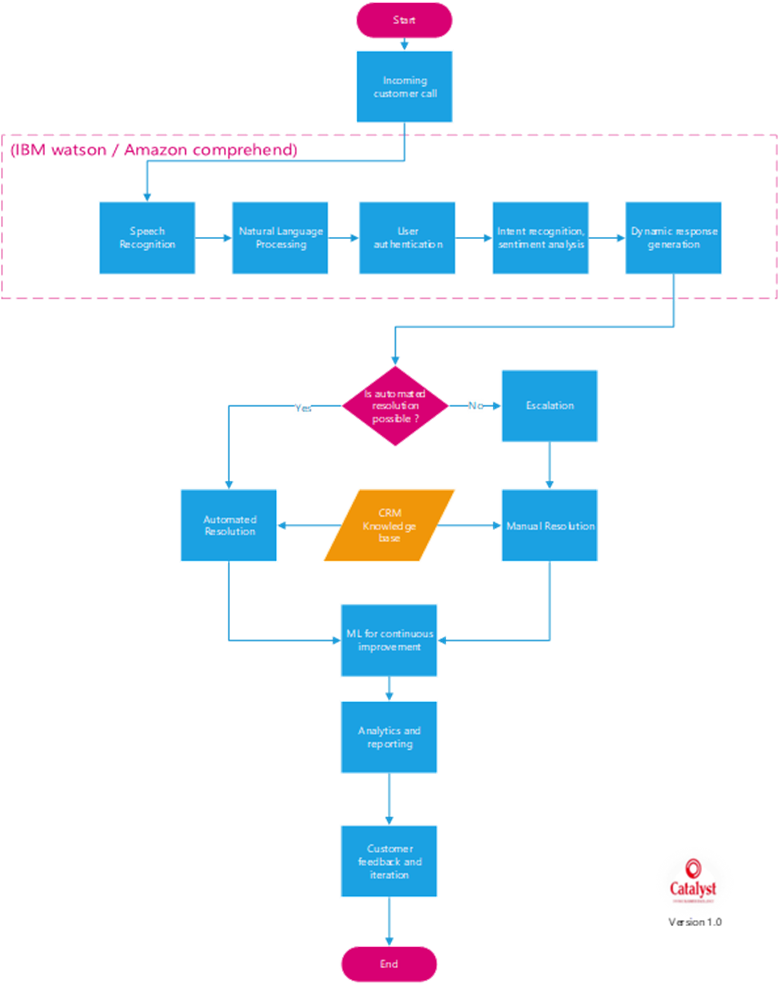 Start
Incoming
customer call
(IBM watson / Amazon comprehend)
Speech
Recognition
Natural Language
Processing
User
authentication
Intent recognition,
sentiment analysis
Dynamic response
generation
Is automated
resolution
possible ?
Yes
No
Escalation
Automated
Resolution
CRM
Knowledge
base
Manual Resolution
ML for continuous
improvement
Analytics and
reporting
Customer
feedback and
iteration
Catalyst
Version 1.0
End